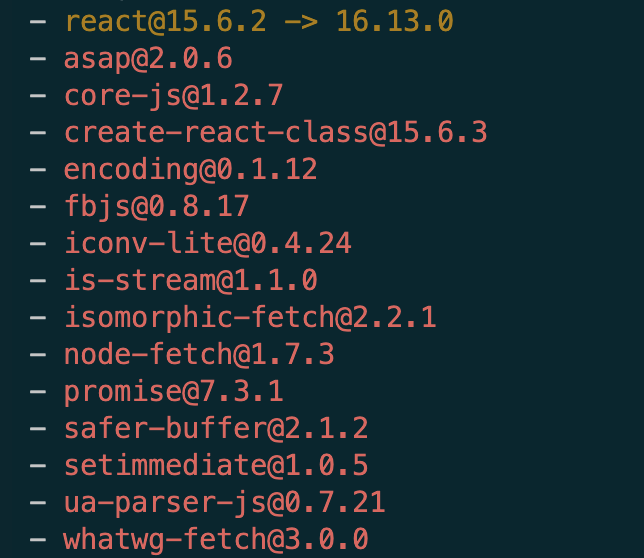 – react@15.6.2 –> 16.13.0
– asap@2.0.6
– core-js@1.2.7
– create-react-class@15.6.3
– encoding@0.1.12
– fbjs@0.8.17
– iconv-lite@0.4.24
– is-stream@1.1.0
– isomorphic-fetch@2.2.1
– node-fetch@1.7.3
– promise@7.3.1
– safer-buffer@2.1.2
– setimmediate@1.0.5
– ua-parser-js@0.7.21
– whatwg-fetch@3.0.0